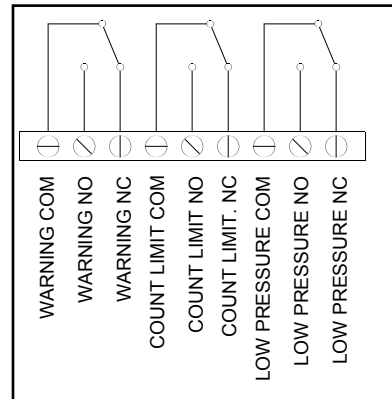 WARNING COM
WARNING NO
WARNING NC
COUNT LIMIT COM
COUNT LIMIT NO
COUNT LIMIT. NC
LOW PRESSURE COM
LOW PRESSURE NO
LOW PRESSURE NC